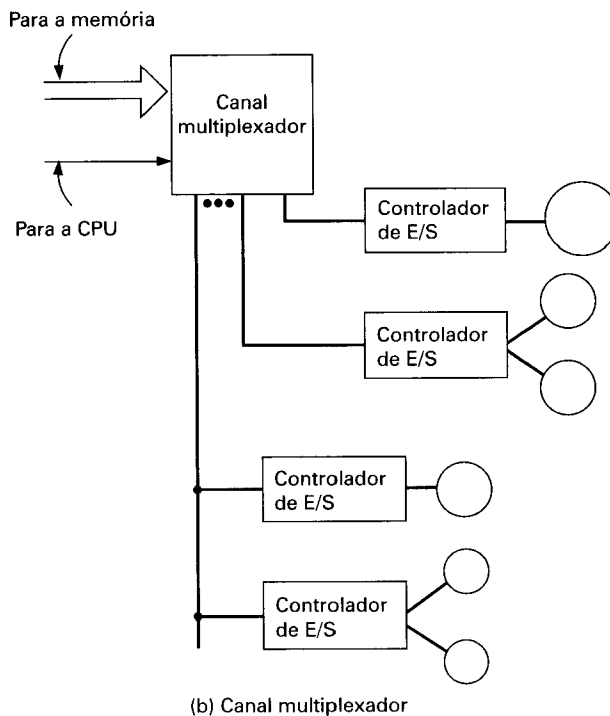 Para a memória
Canal
multiplexador
Para a CPU
Controlador
de E/S
Controlador
de E/S
Controlador
de E/S
Controlador
de E/S
(b) Canal multiplexador